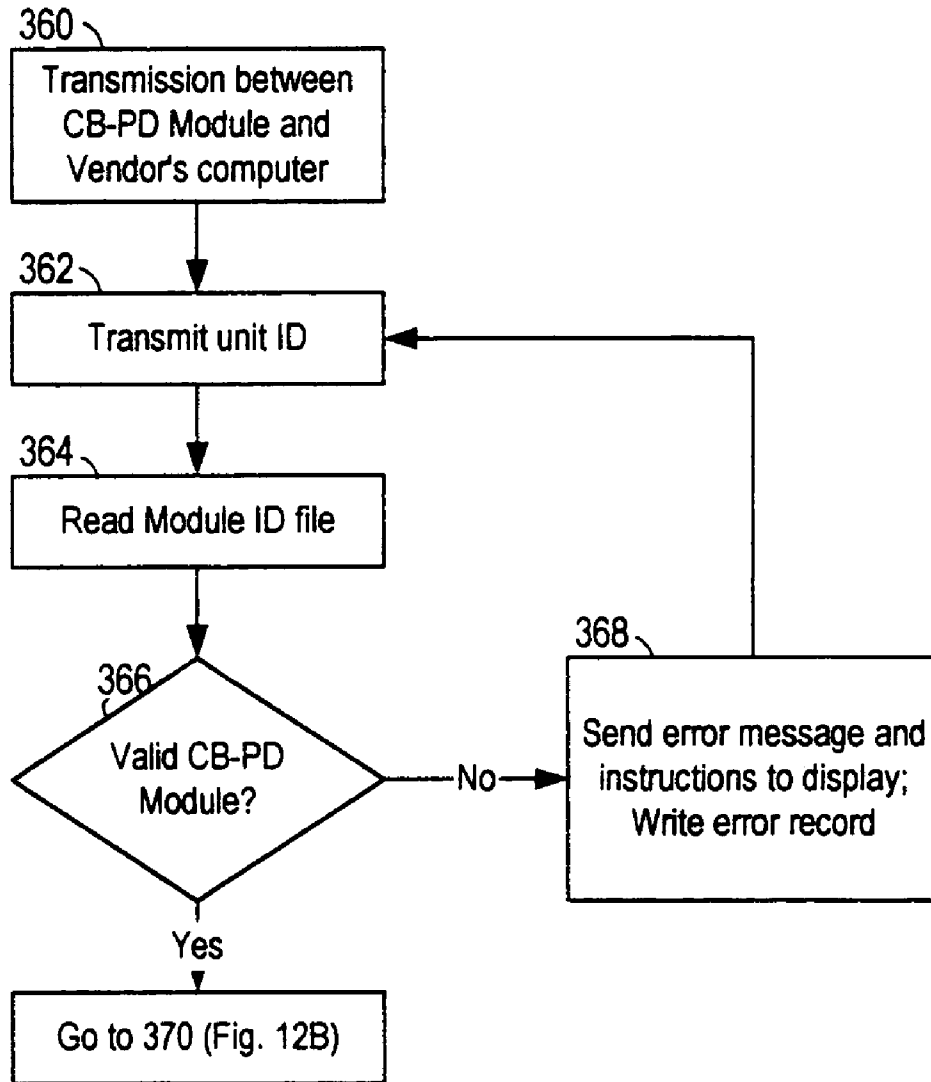 360
Transmission between
CB-PD Module and
Vendor's computer
362
Transmit unit ID
364
Read Module ID file
366
Valid CB-PD
Module?
No
368
Send error message and
instructions to display;
Write error record
Yes
Go to 370 (Fig. 12B)